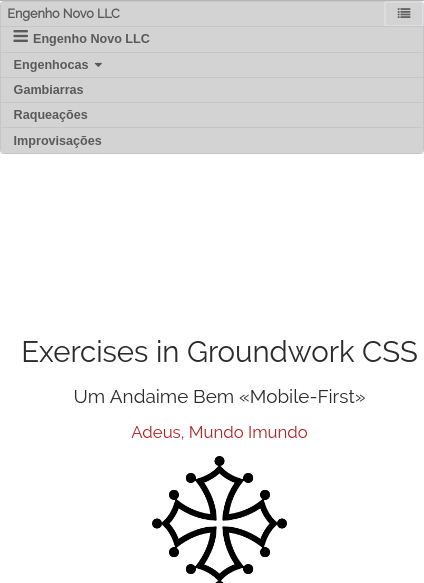 Engenho Novo LLC
Engenho Novo LLC
Engenhocas
Gambiarras
Raqueações
Improvisações
Exercises in Groundwork CSS
Um Andaime Bem «Mobile-First»
Adeus, Mundo Imundo